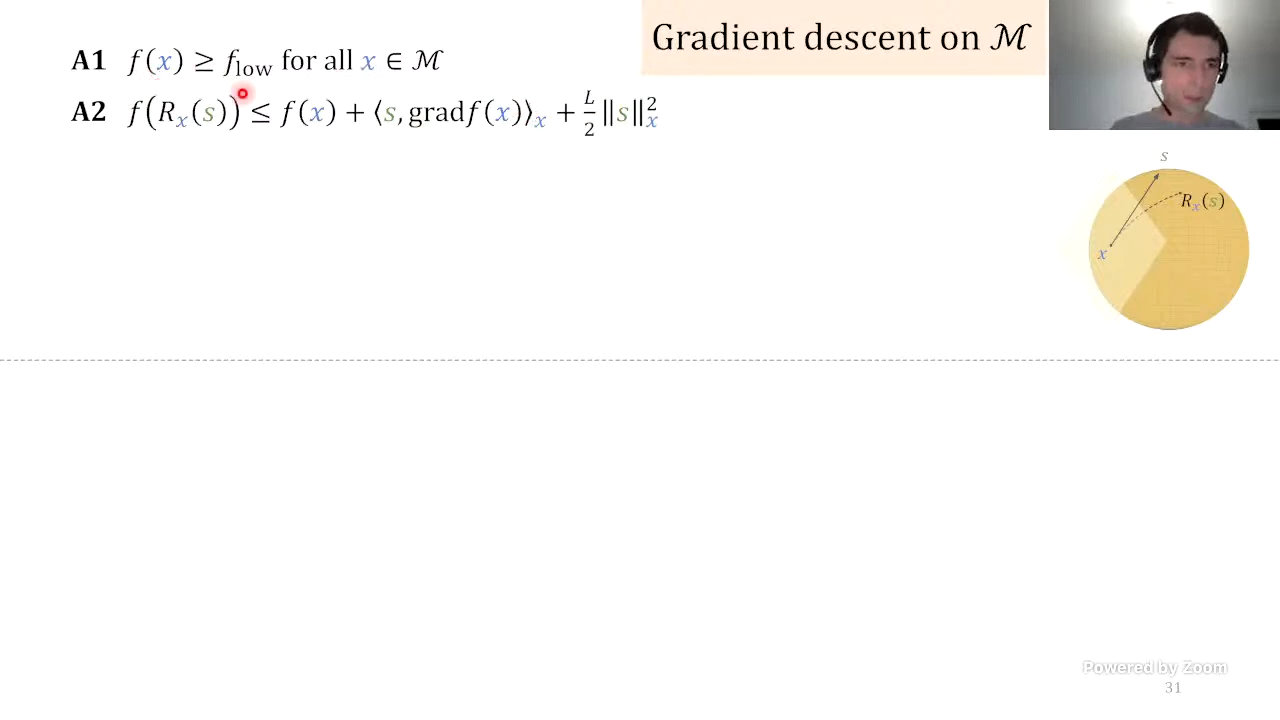 Gradient descent on ℳ
A1 f(x) ≥ f_low for all x ∈ ℳ
A2 f(R_x(s)) ≤ f(x) + ⟨s, gradf(x)⟩_x + L/2 ‖s‖_x^2
s
R_x(s)
x
Powered by Zoom
31